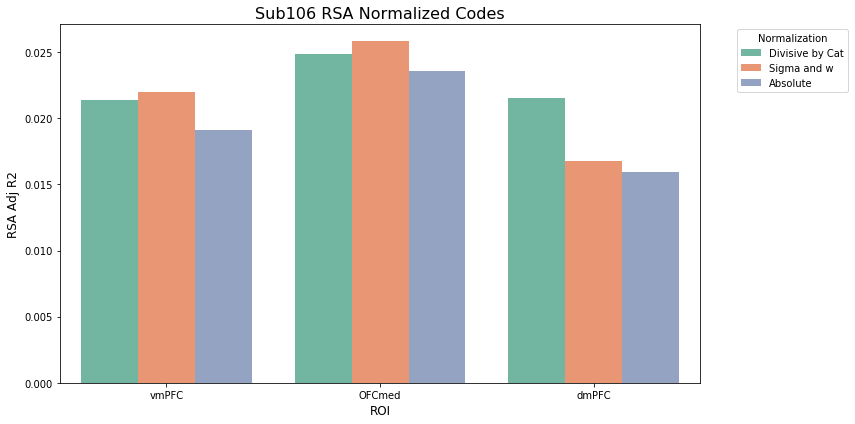 Sub106 RSA Normalized Codes
Normalization
Divisive by Cat
Sigma and w
Absolute
RSA Adj R2
0.025
0.020
0.015
0.010
0.005
0.000
vmPFC OFCmed dmPFC
ROI